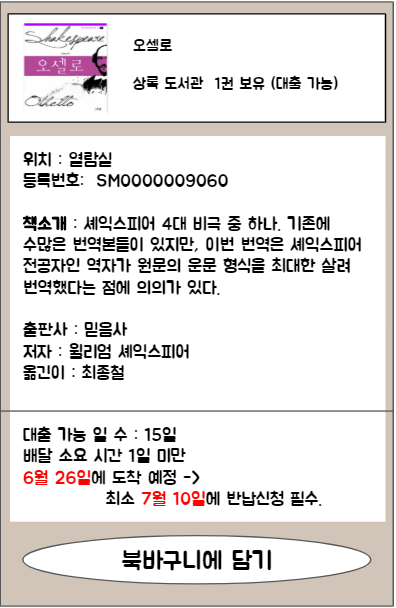 Shakespeare
오셀로
Othello
오셀로
상록 도서관 1권 보유 (대출 가능)
위치 : 열람실
등록번호: SM0000009060
책소개 : 셰익스피어 4대 비극 중 하나. 기존에
수많은 번역본들이 있지만, 이번 번역은 셰익스피어
전공자인 역자가 원문의 운문 형식을 최대한 살려
번역했다는 점에 의의가 있다.
출판사 : 믿음사
저자 : 윌리엄 셰익스피어
옮긴이 : 최종철
대출 가능 일 수 : 15일
배달 소요 시간 1일 미만
6월 26일에 도착 예정 ->
최소 7월 10일에 반납신청 필수.
북바구니에 담기